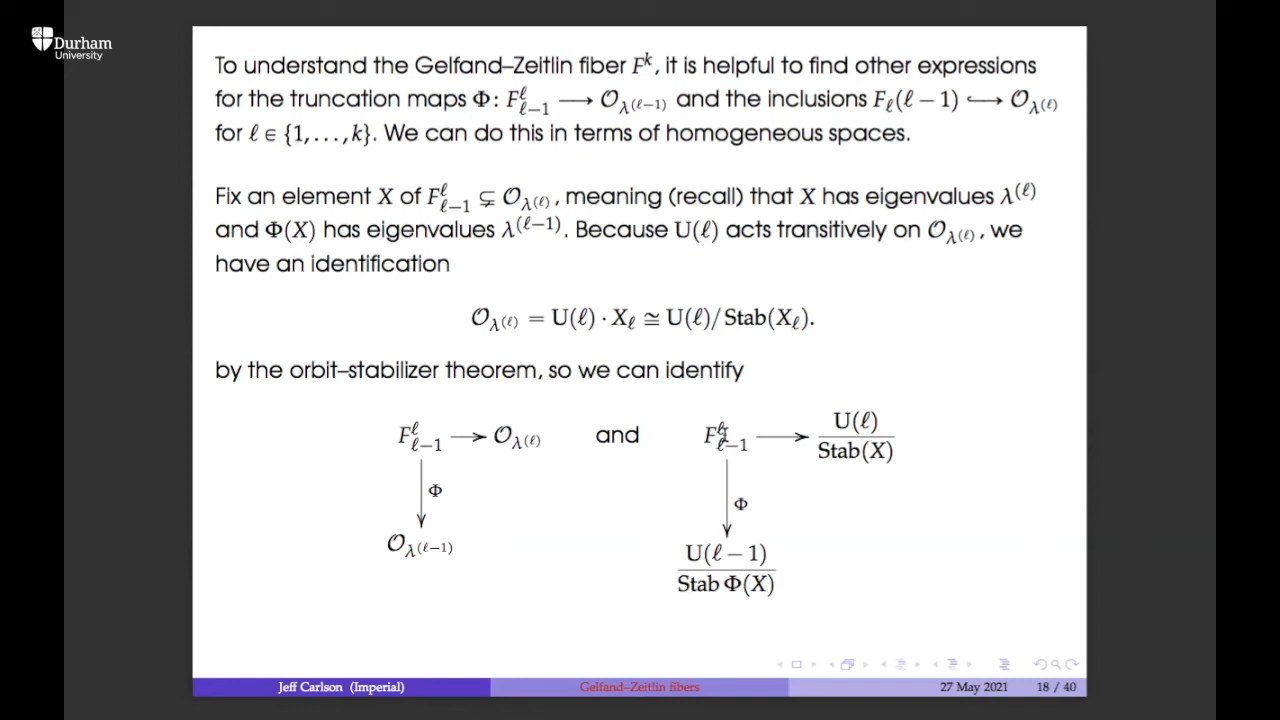 Durham
University
To understand the Gelfand–Zeitlin fiber F^k, it is helpful to find other expressions
for the truncation maps Φ: F^ℓ_{ℓ−1} ⟶ 𝒪_{λ^{(ℓ−1)}} and the inclusions F_ℓ(ℓ − 1) ↪ 𝒪_{λ^{(ℓ)}}
for ℓ ∈ {1, . . . , k}. We can do this in terms of homogeneous spaces.
Fix an element X of F^ℓ_{ℓ−1} ⊊ 𝒪_{λ^{(ℓ)}}, meaning (recall) that X has eigenvalues λ^{(ℓ)}
and Φ(X) has eigenvalues λ^{(ℓ−1)}. Because U(ℓ) acts transitively on 𝒪_{λ^{(ℓ)}}, we
have an identification
𝒪_{λ^{(ℓ)}} = U(ℓ) · X_ℓ ≅ U(ℓ)/ Stab(X_ℓ).
by the orbit–stabilizer theorem, so we can identify
F^ℓ_{ℓ−1} ⟶ 𝒪_{λ^{(ℓ)}} and F^ℓ_{ℓ−1} ⟶ U(ℓ)
Stab(X)
Φ Φ
𝒪_{λ^{(ℓ−1)}} U(ℓ − 1)
Stab Φ(X)
Jeff Carlson (Imperial) Gelfand–Zeitlin fibers 27 May 2021 18 / 40